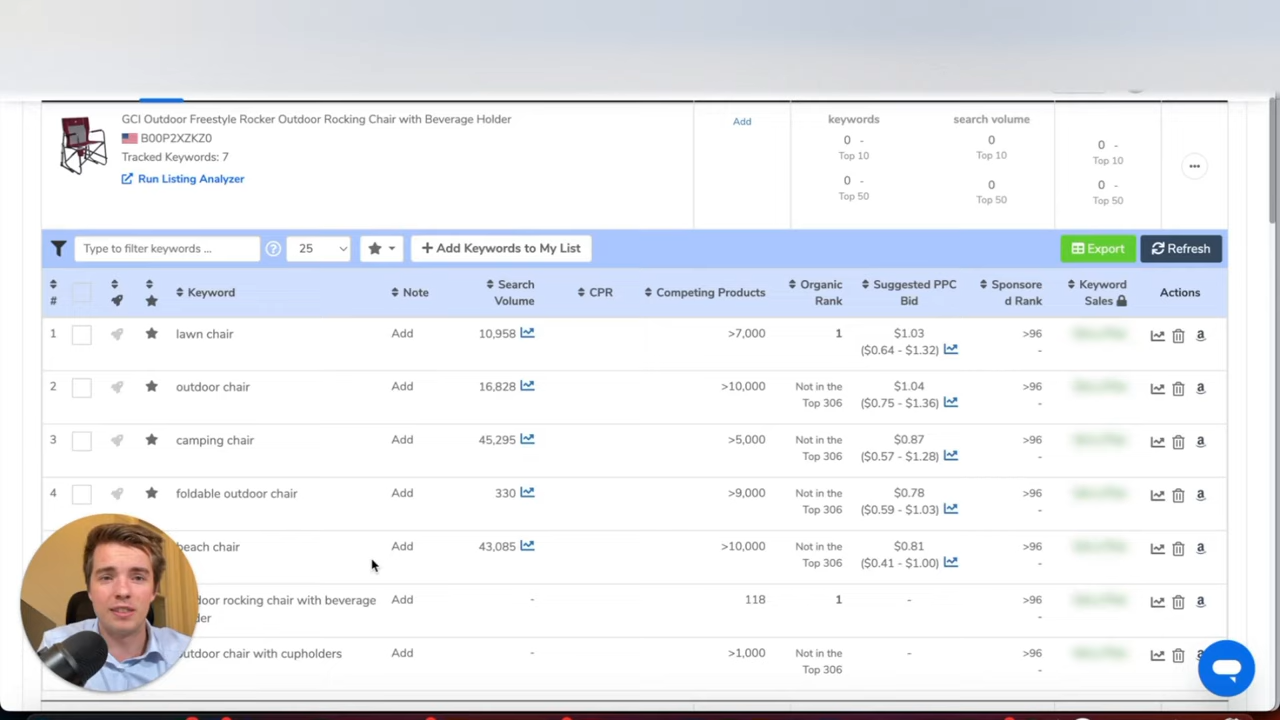 GCI Outdoor Freestyle Rocker Outdoor Rocking Chair with Beverage Holder
B00P2XZKZ0
Tracked Keywords: 7
Run Listing Analyzer
Add
keywords
0 -
Top 10
0 -
Top 50
search volume
0
Top 10
0
Top 50
0 -
Top 10
0 -
Top 50
Type to filter keywords ...
?
25
+ Add Keywords to My List
Export
Refresh
#
Keyword
Note
Search Volume
CPR
Competing Products
Organic Rank
Suggested PPC Bid
Sponsore d Rank
Keyword Sales
Actions
1 lawn chair Add 10,958 >7,000 1 $1.03 >96
($0.64 - $1.32) -
2 outdoor chair Add 16,828 >10,000 Not in the $1.04 >96
Top 306 ($0.75 - $1.36) -
3 camping chair Add 45,295 >5,000 Not in the $0.87 >96
Top 306 ($0.57 - $1.28) -
4 foldable outdoor chair Add 330 >9,000 Not in the $0.78 >96
Top 306 ($0.59 - $1.03) -
beach chair Add 43,085 >10,000 Not in the $0.81 >96
Top 306 ($0.41 - $1.00) -
door rocking chair with beverage Add - 118 1 - >96
der -
utdoor chair with cupholders Add - >1,000 Not in the - >96
Top 306 -